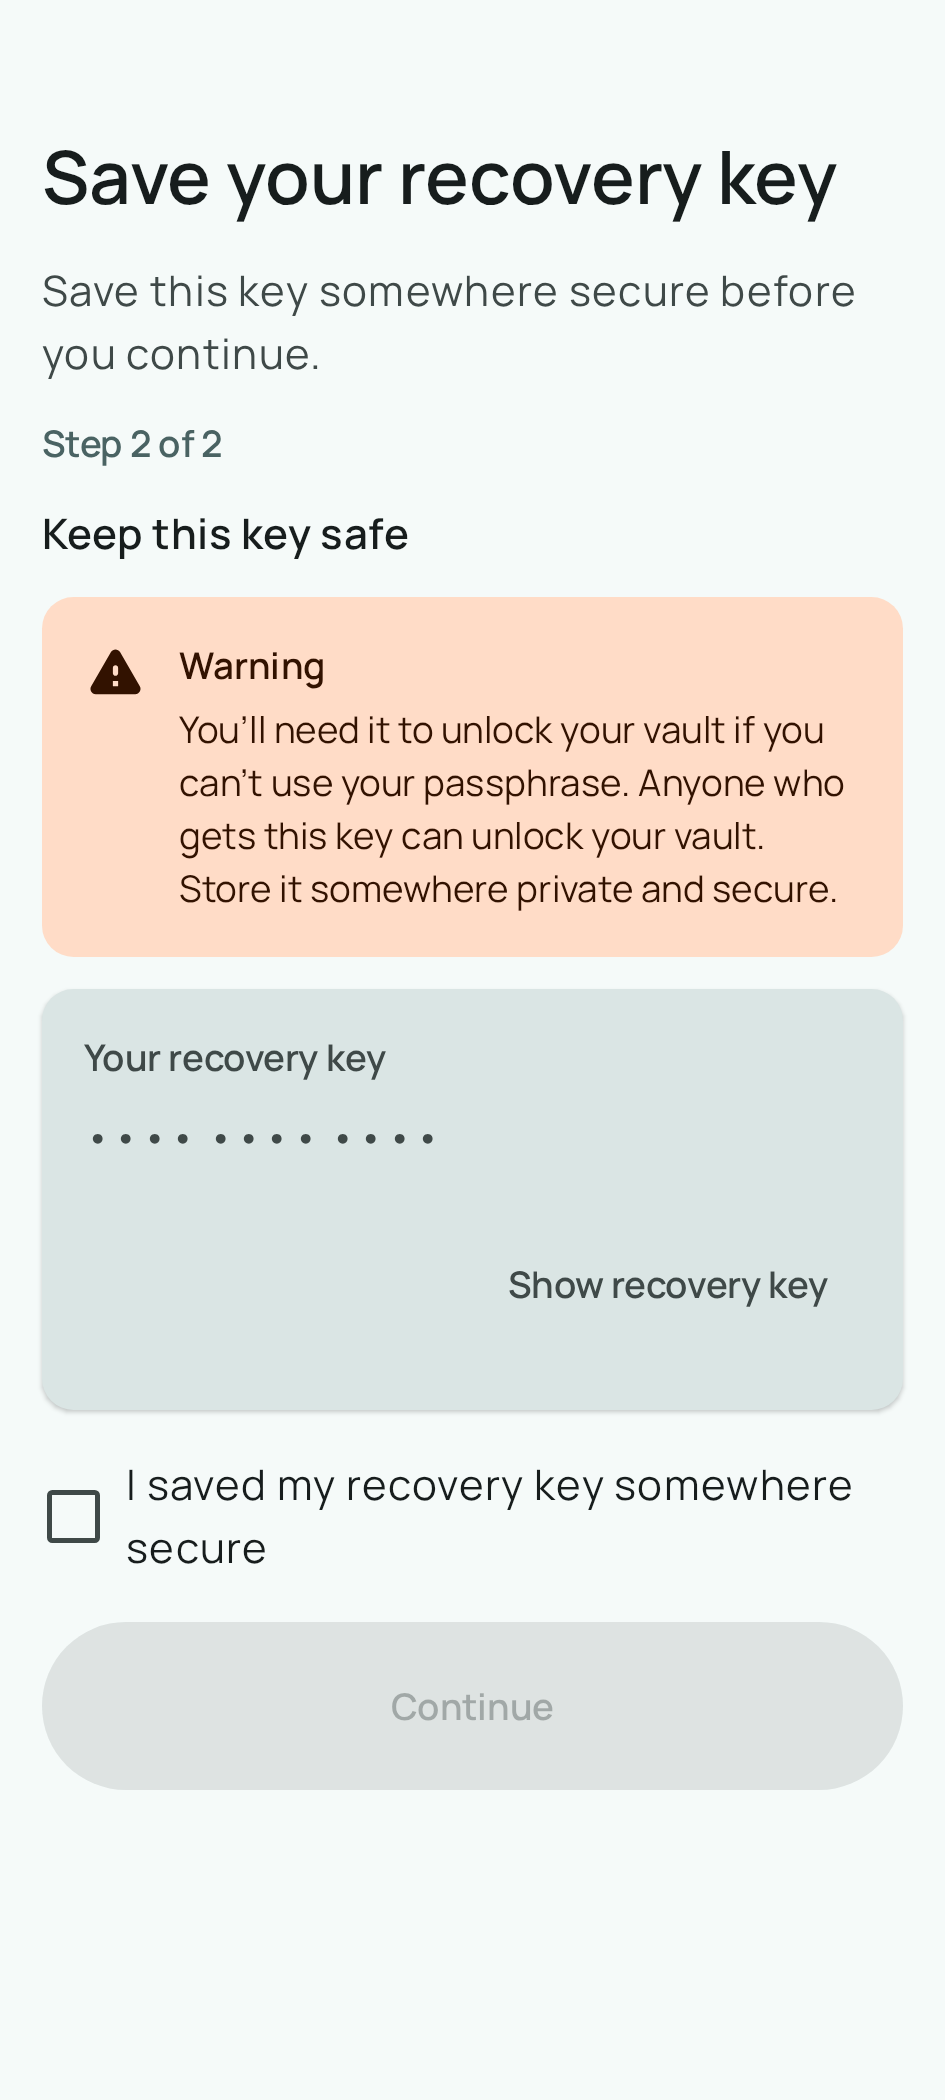 Save your recovery key
Save this key somewhere secure before
you continue.
Step 2 of 2
Keep this key safe
Warning
You’ll need it to unlock your vault if you
can’t use your passphrase. Anyone who
gets this key can unlock your vault.
Store it somewhere private and secure.
Your recovery key
•••• •••• ••••
Show recovery key
I saved my recovery key somewhere
secure
Continue